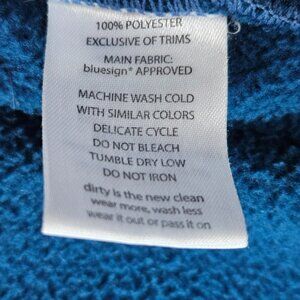 100% POLYESTER
EXCLUSIVE OF TRIMS
MAIN FABRIC:
bluesign® APPROVED
MACHINE WASH COLD
WITH SIMILAR COLORS
DELICATE CYCLE
DO NOT BLEACH
TUMBLE DRY LOW
DO NOT IRON
dirty is the new clean
wear more, wash less
wear it out or pass it on